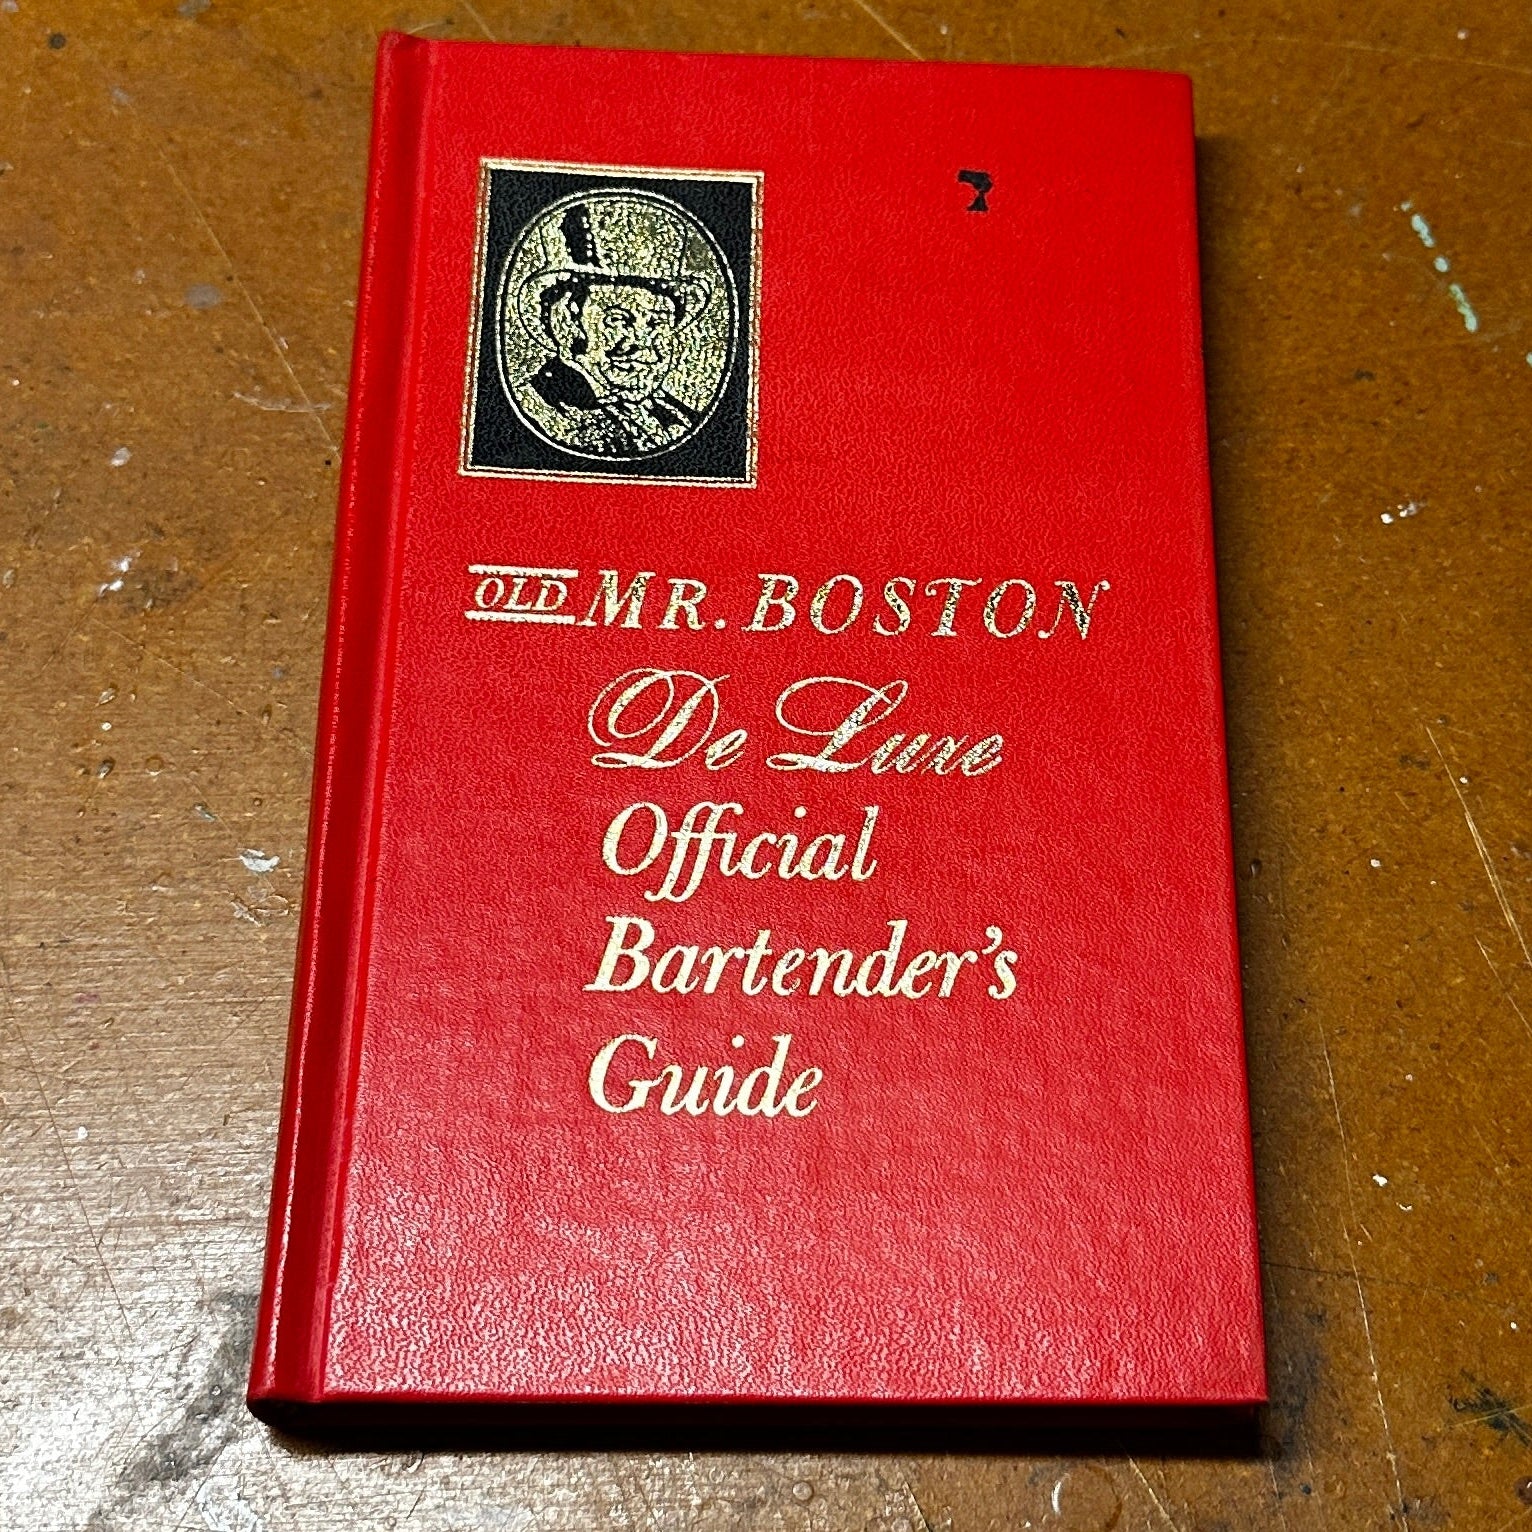 OLD MR. BOSTON
De Luxe
Official
Bartender's
Guide